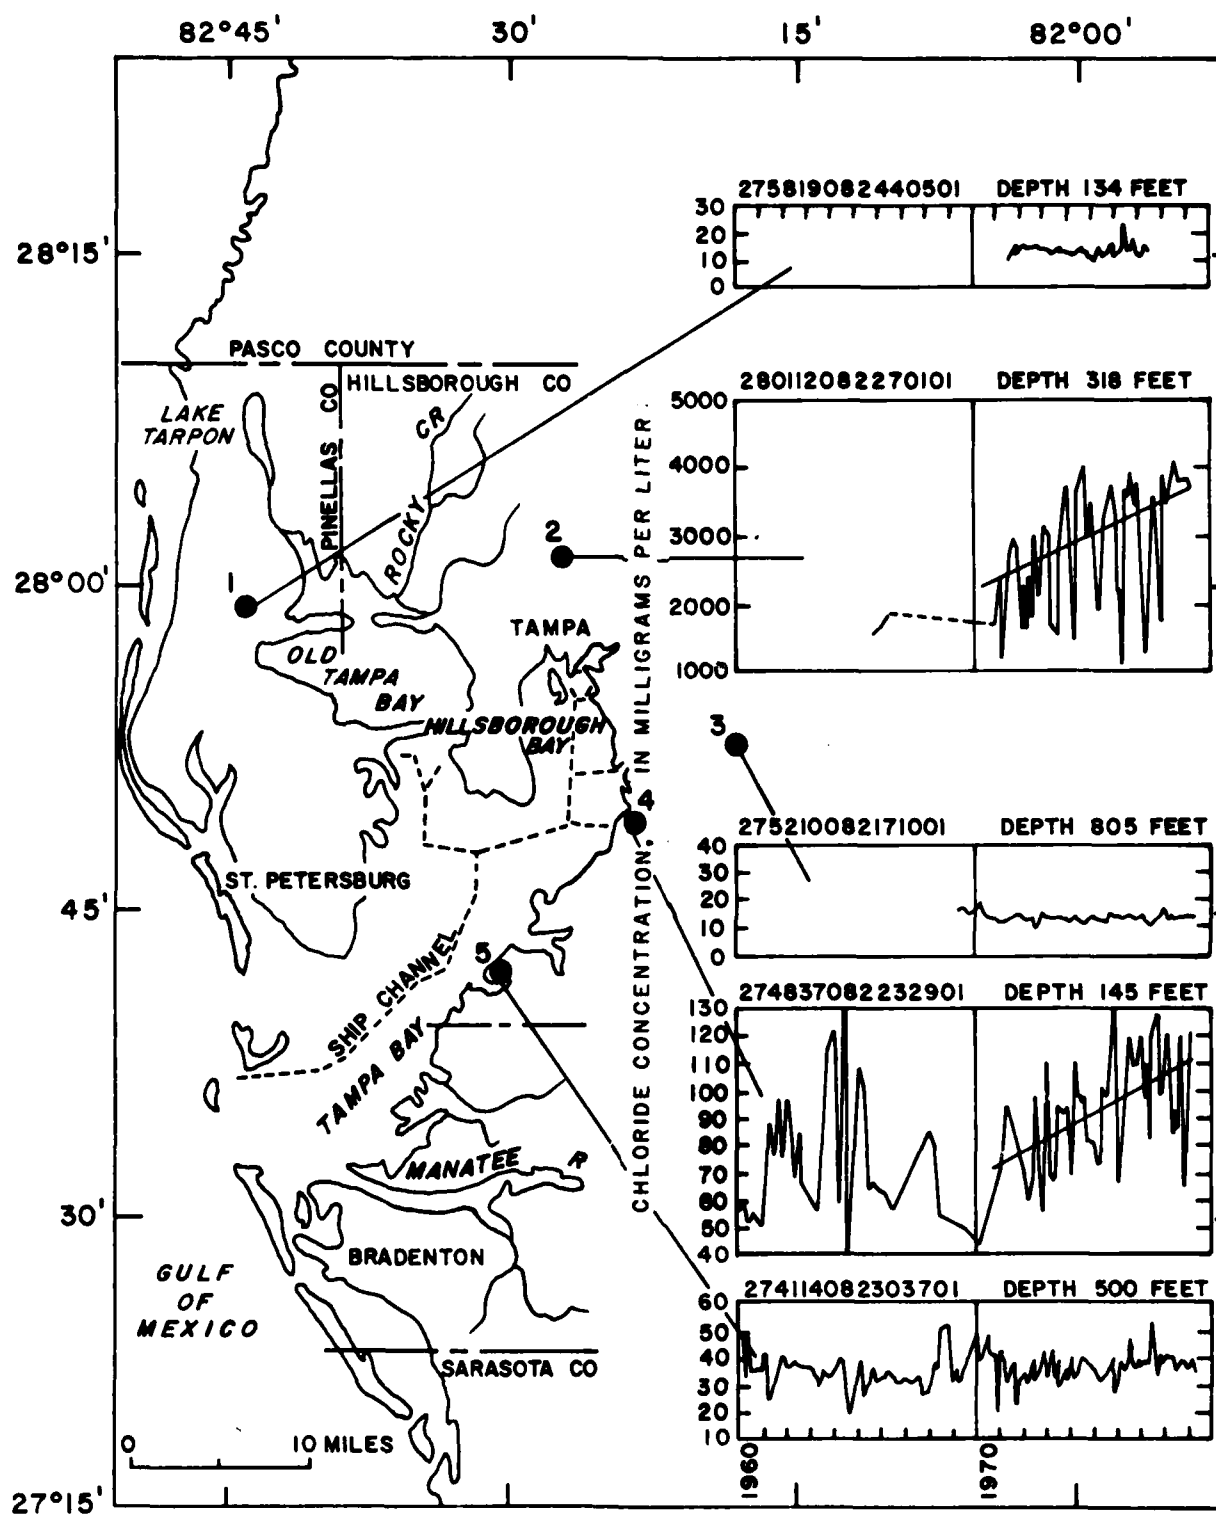 82°45' 30' 15' 82°00'
28°15'
28°00'
45'
30'
27°15'
PASCO COUNTY
HILLSBOROUGH CO
PINELLAS CO
LAKE
TARPON
ROCKY CR
1
2
3
4
5
TAMPA
OLD
TAMPA
BAY
HILLSBOROUGH
BAY
ST. PETERSBURG
SHIP CHANNEL
TAMPA BAY
MANATEE R
BRADENTON
GULF
OF
MEXICO
SARASOTA CO
0 10 MILES
CHLORIDE CONCENTRATION, IN MILLIGRAMS PER LITER
275819082440501 DEPTH 134 FEET
30
20
10
0
280112082270101 DEPTH 318 FEET
5000
4000
3000
2000
1000
275210082171001 DEPTH 805 FEET
40
30
20
10
0
274837082232901 DEPTH 145 FEET
130
120
110
100
90
80
70
60
50
40
274114082303701 DEPTH 500 FEET
60
50
40
30
20
10
1960 1970